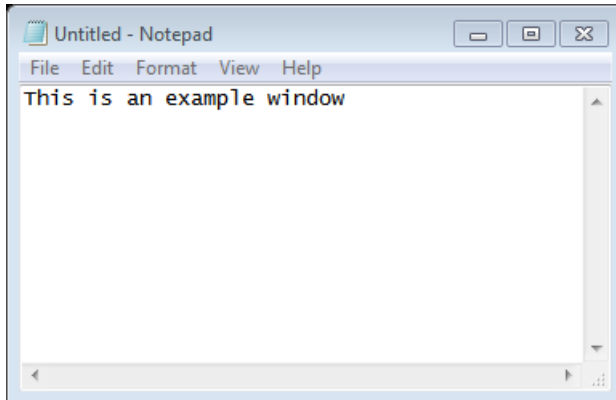 Untitled - Notepad
File Edit Format View Help
This is an example window